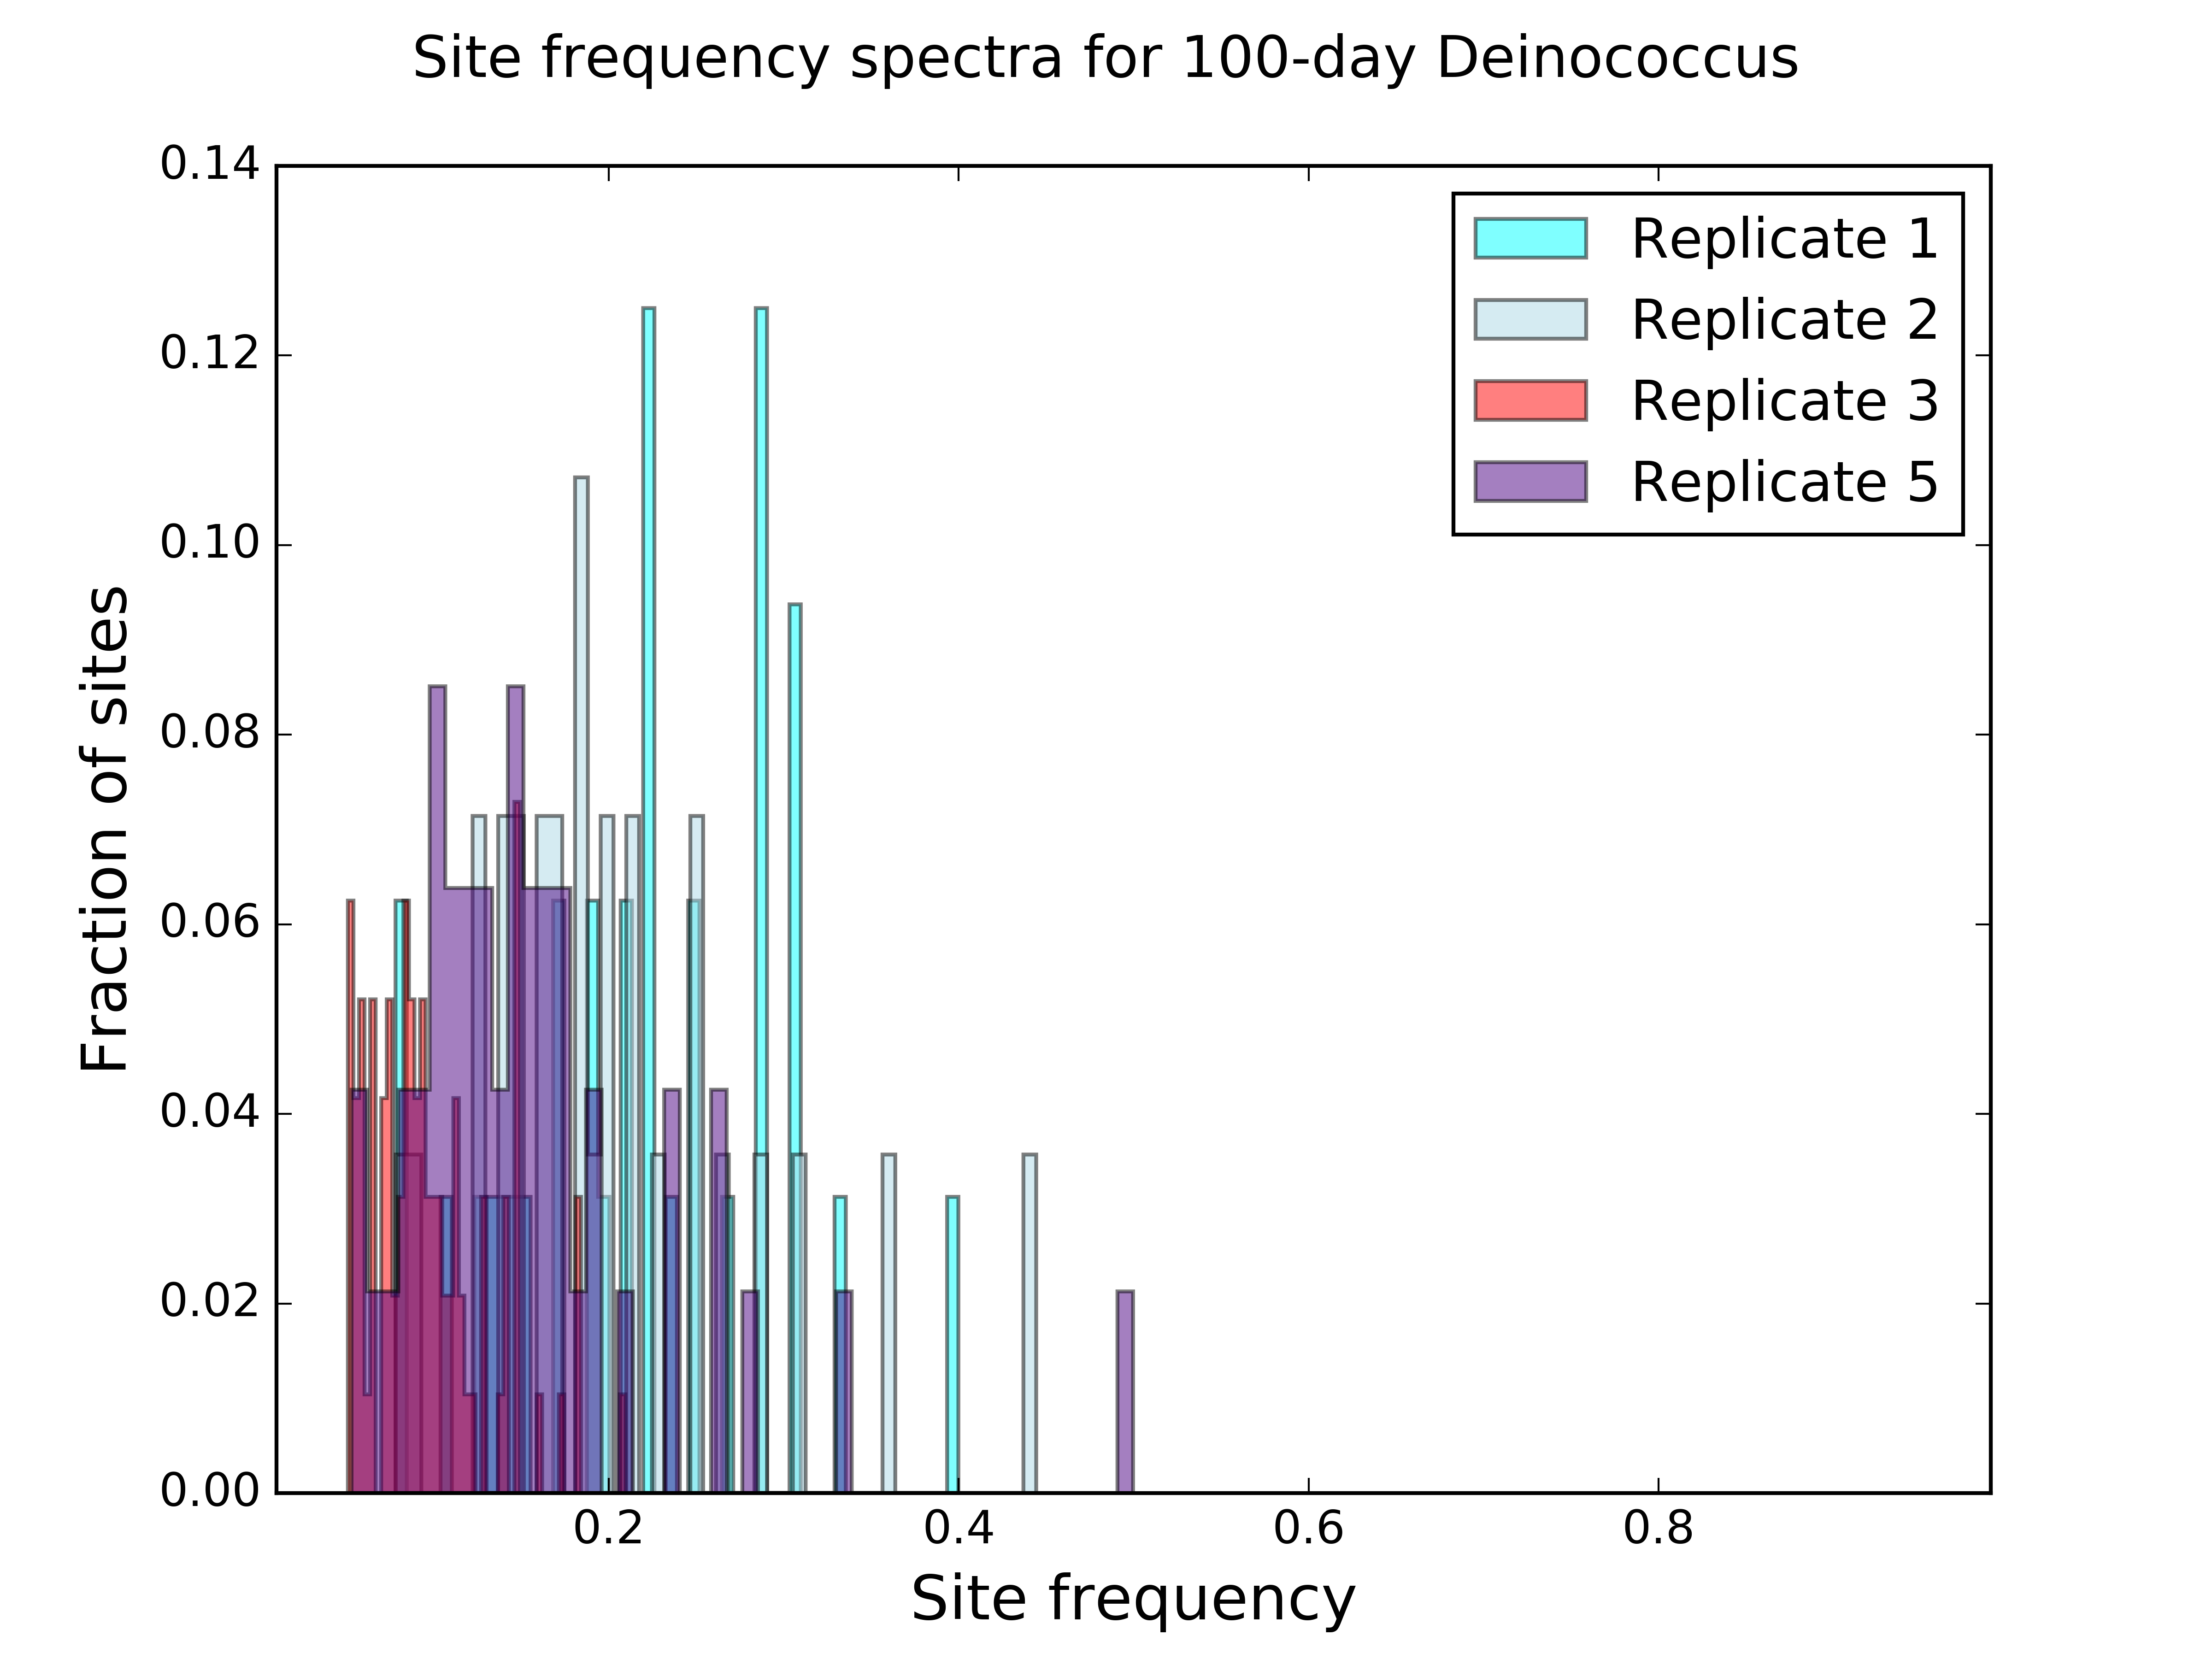 Site frequency spectra for 100-day Deinococcus
0.14
0.12
0.10
0.08
0.06
0.04
0.02
0.00
Fraction of sites
Replicate 1
Replicate 2
Replicate 3
Replicate 5
0.2 0.4 0.6 0.8
Site frequency